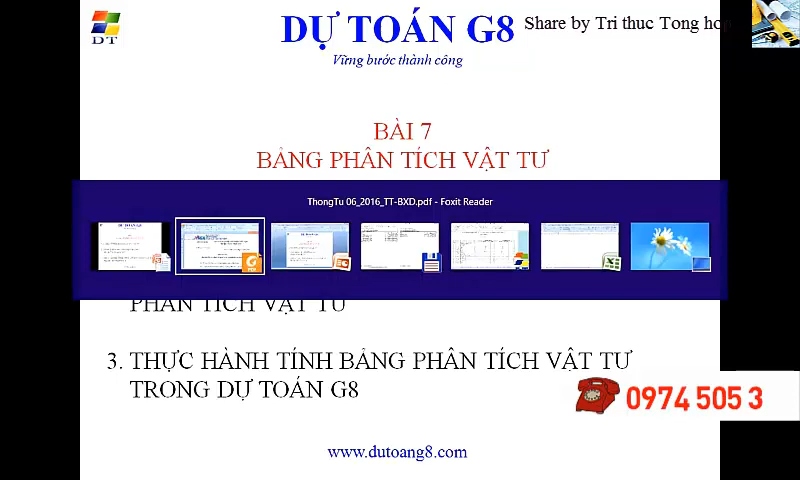 DỰ TOÁN G8
Share by Tri thuc Tong hop
DT
Vững bước thành công
BÀI 7
BẢNG PHÂN TÍCH VẬT TƯ
ThongTu 06_2016_TT-BXD.pdf - Foxit Reader
PHÂN TÍCH VẬT TƯ
3. THỰC HÀNH TÍNH BẢNG PHÂN TÍCH VẬT TƯ
TRONG DỰ TOÁN G8
0974 505 3
www.dutoang8.com